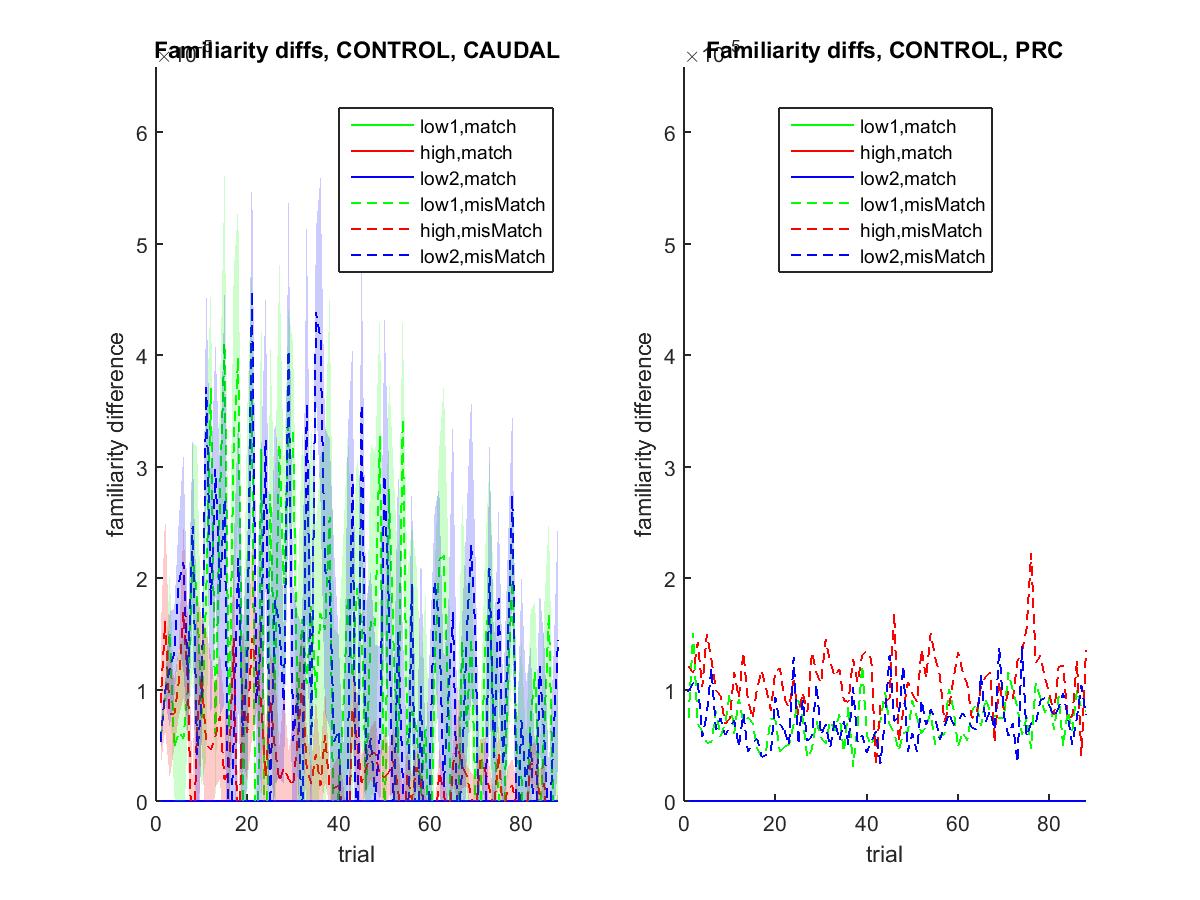 Familiarity diffs, CONTROL, CAUDAL
6
5
4
3
2
1
0
0 20 40 60 80
familiarity difference
trial
low1,match
high,match
low2,match
low1,misMatch
high,misMatch
low2,misMatch
Familiarity diffs, CONTROL, PRC
× 10⁻⁵
6
5
4
3
2
1
0
0 20 40 60 80
familiarity difference
trial
low1,match
high,match
low2,match
low1,misMatch
high,misMatch
low2,misMatch